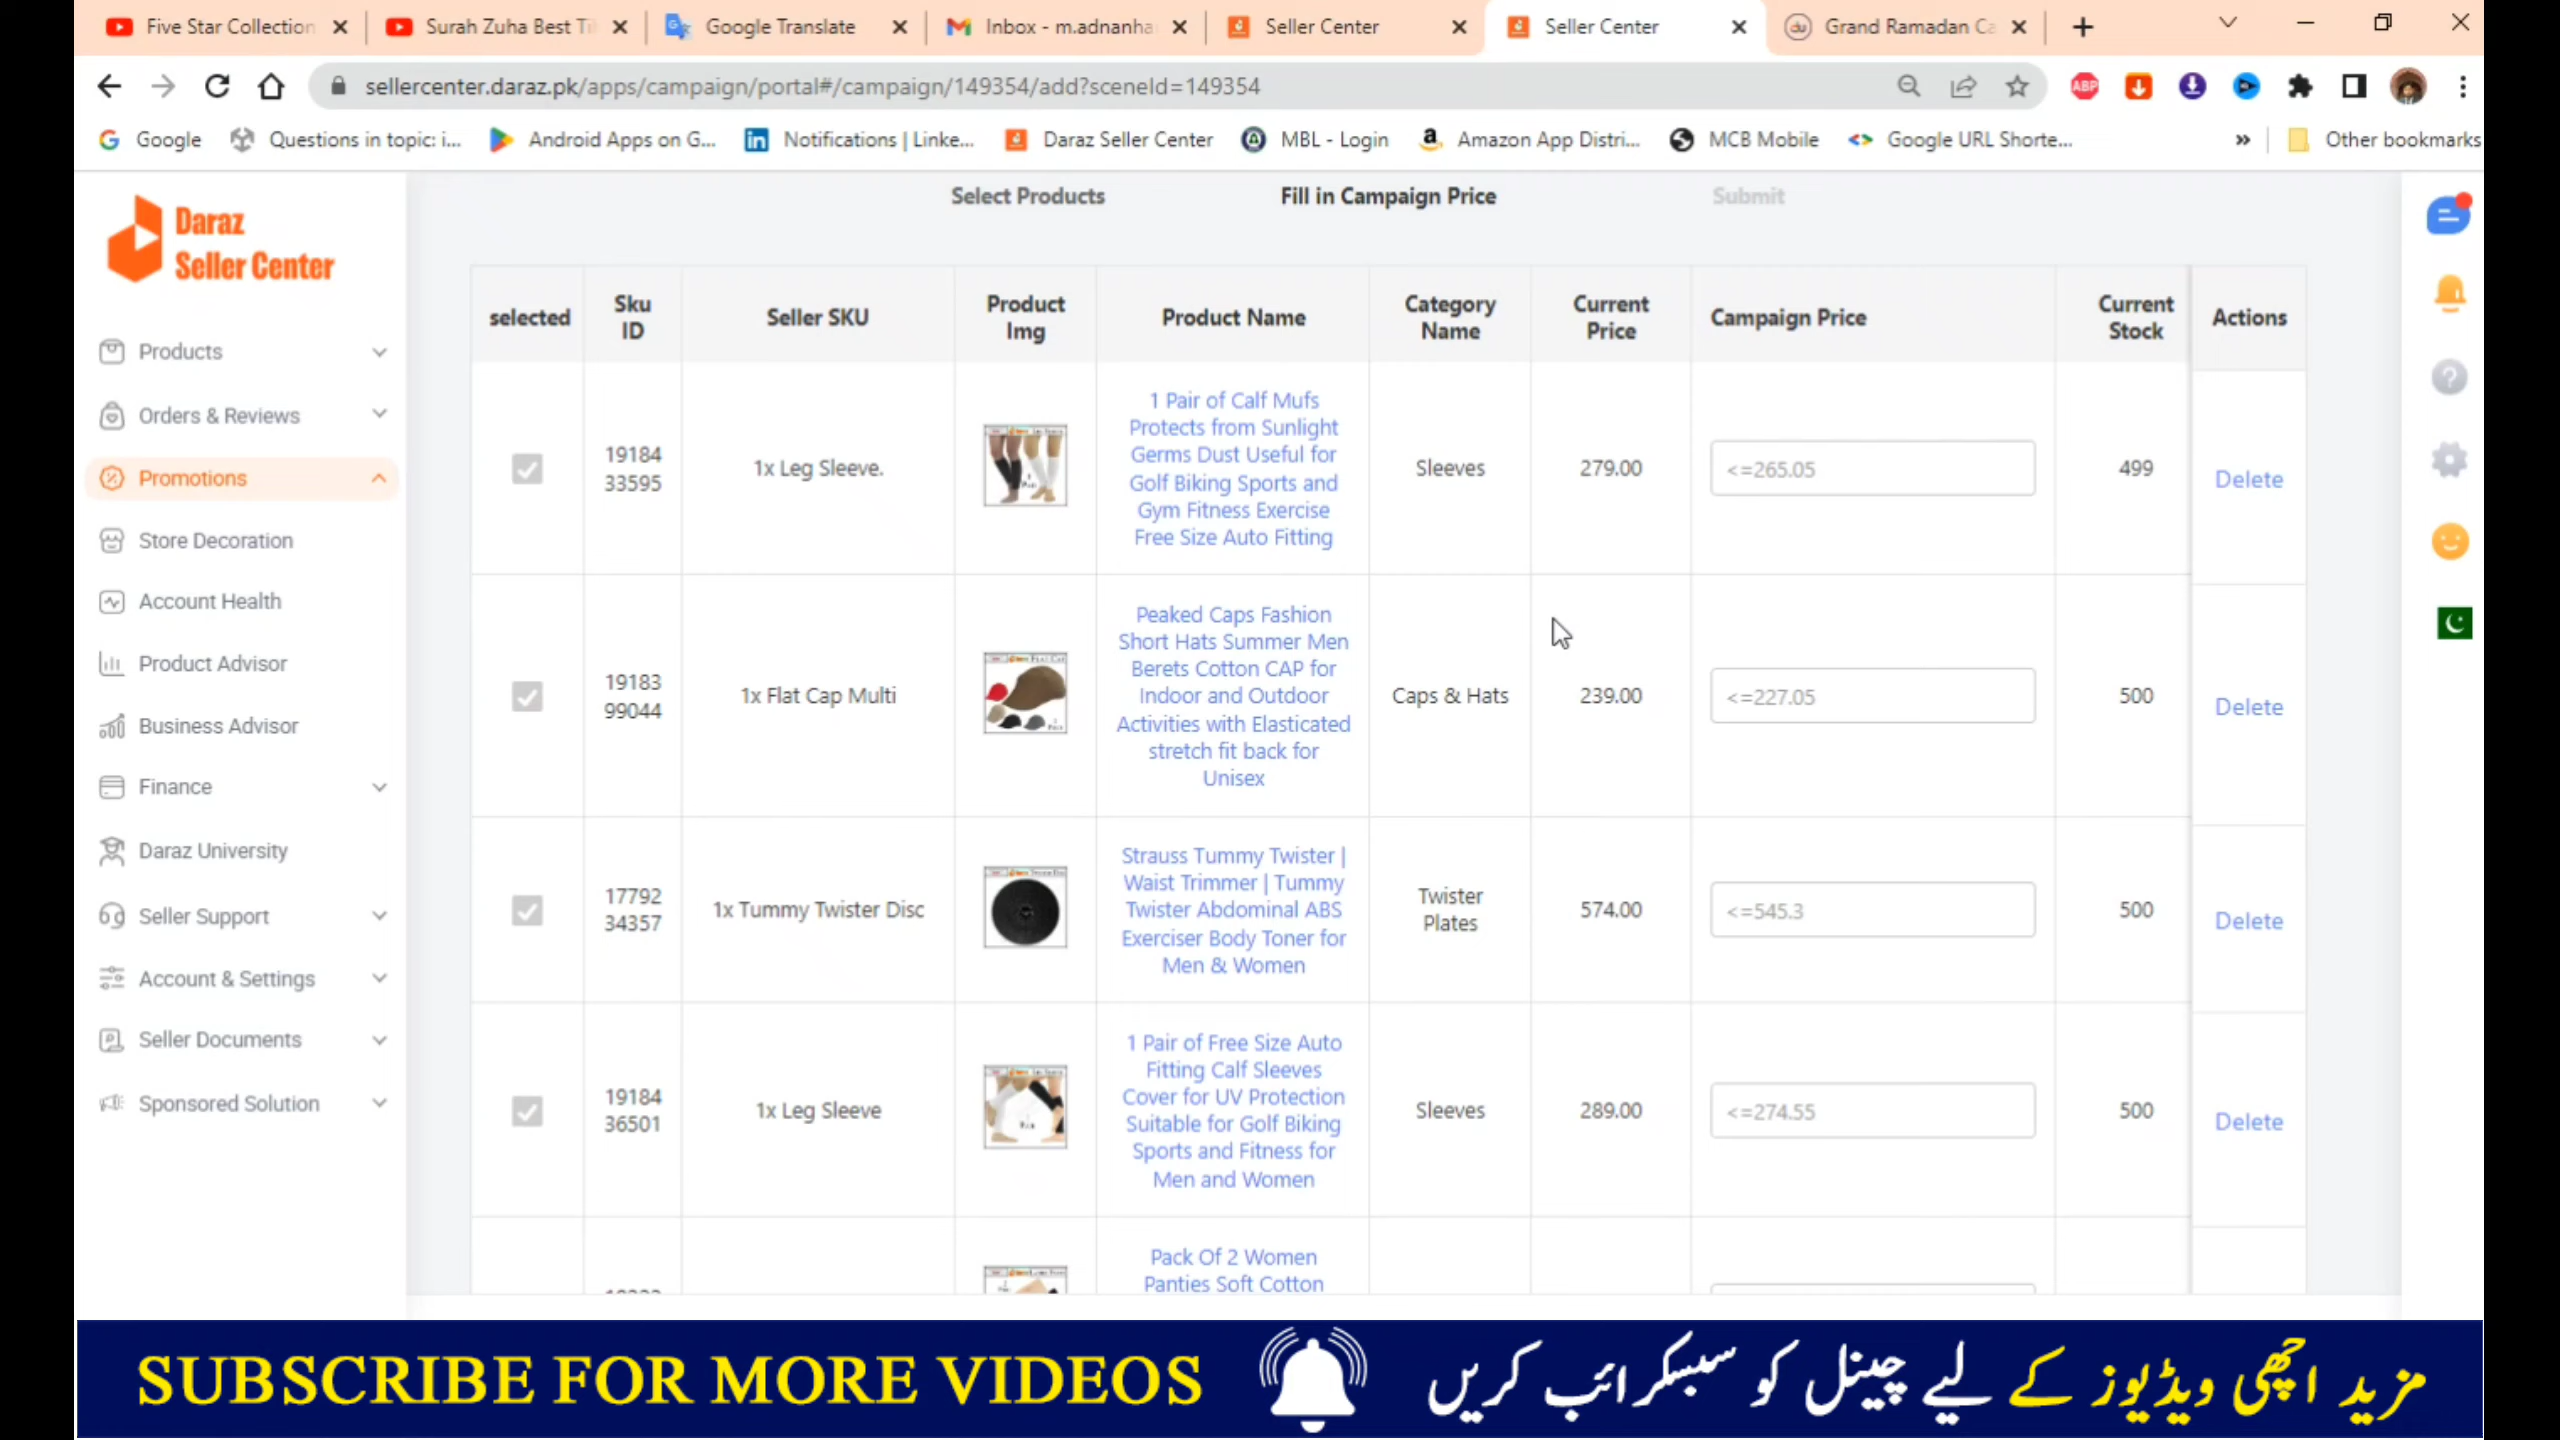 Five Star Collection
Surah Zuha Best Ti
Google Translate
Inbox - m.adnanha
Seller Center
Seller Center
Grand Ramadan Ca
sellercenter.daraz.pk/apps/campaign/portal#/campaign/149354/add?sceneId=149354
ABP
Google
Questions in topic: i...
Android Apps on G...
Notifications | Linke...
Daraz Seller Center
MBL - Login
Amazon App Distri...
MCB Mobile
Google URL Shorte...
Other bookmarks
Daraz
Seller Center
Products
Orders & Reviews
Promotions
Store Decoration
Account Health
Product Advisor
Business Advisor
Finance
Daraz University
Seller Support
Account & Settings
Seller Documents
Sponsored Solution
Select Products
Fill in Campaign Price
Submit
selected
Sku
ID
Seller SKU
Product
Img
Product Name
Category
Name
Current
Price
Campaign Price
Current
Stock
Actions
19184
33595
1x Leg Sleeve.
1 Pair of Calf Mufs
Protects from Sunlight
Germs Dust Useful for
Golf Biking Sports and
Gym Fitness Exercise
Free Size Auto Fitting
Sleeves
279.00
<=265.05
499
Delete
19183
99044
1x Flat Cap Multi
Peaked Caps Fashion
Short Hats Summer Men
Berets Cotton CAP for
Indoor and Outdoor
Activities with Elasticated
stretch fit back for
Unisex
Caps & Hats
239.00
<=227.05
500
Delete
17792
34357
1x Tummy Twister Disc
Strauss Tummy Twister |
Waist Trimmer | Tummy
Twister Abdominal ABS
Exerciser Body Toner for
Men & Women
Twister
Plates
574.00
<=545.3
500
Delete
19184
36501
1x Leg Sleeve
1 Pair of Free Size Auto
Fitting Calf Sleeves
Cover for UV Protection
Suitable for Golf Biking
Sports and Fitness for
Men and Women
Sleeves
289.00
<=274.55
500
Delete
Pack Of 2 Women
Panties Soft Cotton
SUBSCRIBE FOR MORE VIDEOS
مزید اچھی ویڈیوز کے لیے چینل کو سبسکرائب کریں